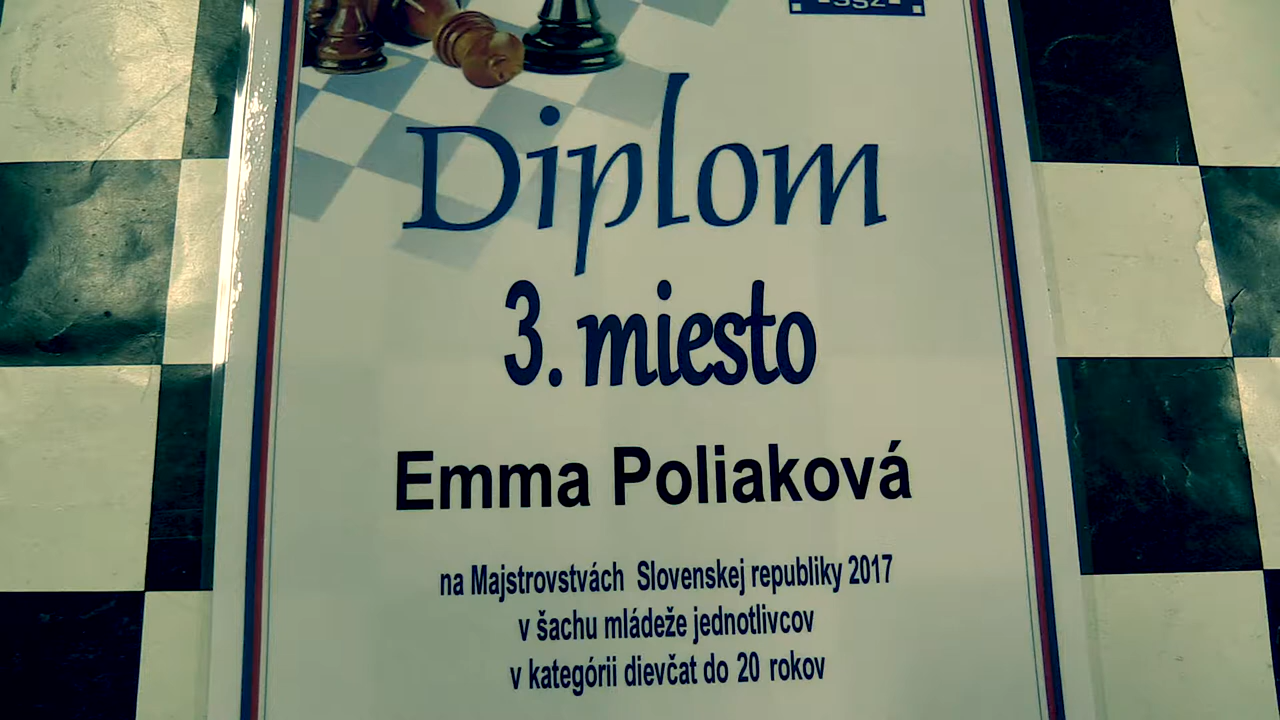 Diplom
3. miesto
Emma Poliaková
na Majstrovstvách Slovenskej republiky 2017
v šachu mládeže jednotlivcov
v kategórii dievčat do 20 rokov